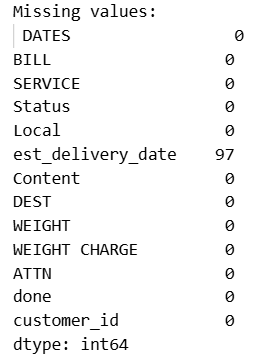 Missing values:
DATES 0
BILL 0
SERVICE 0
Status 0
Local 0
est_delivery_date 97
Content 0
DEST 0
WEIGHT 0
WEIGHT CHARGE 0
ATTN 0
done 0
customer_id 0
dtype: int64